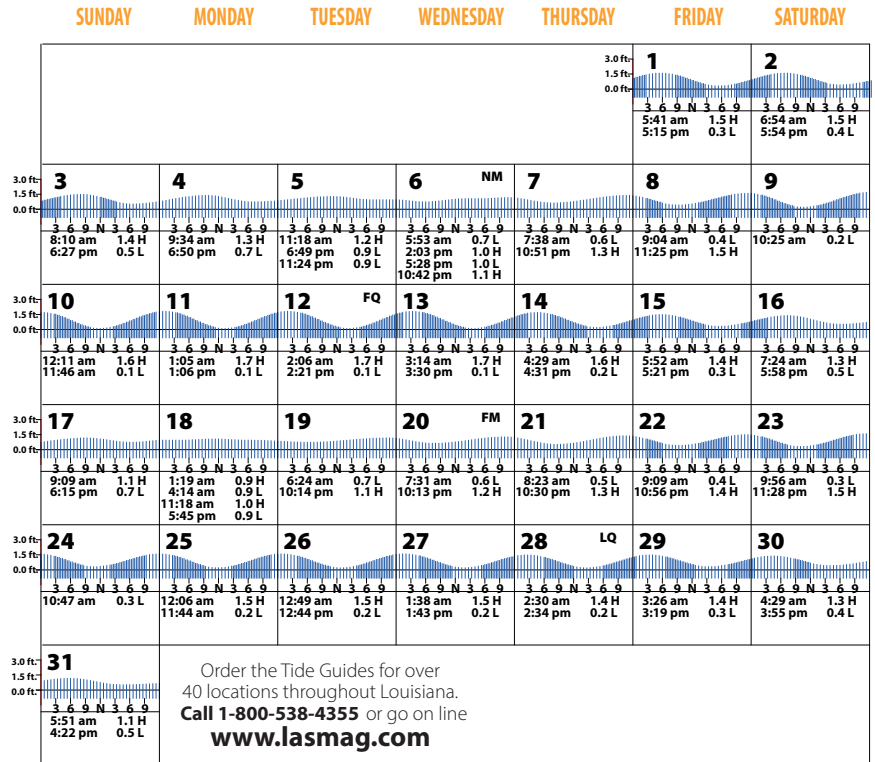 SUNDAY MONDAY TUESDAY WEDNESDAY THURSDAY FRIDAY SATURDAY
3.0 ft. 1 2
1.5 ft.
0.0 ft.
3 6 9 N 3 6 9 3 6 9 N 3 6 9
5:41 am 1.5 H 6:54 am 1.5 H
5:15 pm 0.3 L 5:54 pm 0.4 L
3.0 ft. 3 4 5 6 NM 7 8 9
1.5 ft.
0.0 ft.
3 6 9 N 3 6 9 3 6 9 N 3 6 9 3 6 9 N 3 6 9 3 6 9 N 3 6 9 3 6 9 N 3 6 9 3 6 9 N 3 6 9 3 6 9 N 3 6 9
8:10 am 1.4 H 9:34 am 1.3 H 11:18 am 1.2 H 5:53 am 0.7 L 7:38 am 0.6 L 9:04 am 0.4 L 10:25 am 0.2 L
6:27 pm 0.5 L 6:50 pm 0.7 L 6:49 pm 0.9 L 2:03 pm 1.0 H 10:51 pm 1.3 H 11:25 pm 1.5 H
11:24 pm 0.9 L 5:28 pm 1.0 L
10:42 pm 1.1 H
3.0 ft. 10 11 12 FQ 13 14 15 16
1.5 ft.
0.0 ft.
3 6 9 N 3 6 9 3 6 9 N 3 6 9 3 6 9 N 3 6 9 3 6 9 N 3 6 9 3 6 9 N 3 6 9 3 6 9 N 3 6 9 3 6 9 N 3 6 9
12:11 am 1.6 H 1:05 am 1.7 H 2:06 am 1.7 H 3:14 am 1.7 H 4:29 am 1.6 H 5:52 am 1.4 H 7:24 am 1.3 H
11:46 am 0.1 L 1:06 pm 0.1 L 2:21 pm 0.1 L 3:30 pm 0.1 L 4:31 pm 0.2 L 5:21 pm 0.3 L 5:58 pm 0.5 L
3.0 ft. 17 18 19 20 FM 21 22 23
1.5 ft.
0.0 ft.
3 6 9 N 3 6 9 3 6 9 N 3 6 9 3 6 9 N 3 6 9 3 6 9 N 3 6 9 3 6 9 N 3 6 9 3 6 9 N 3 6 9 3 6 9 N 3 6 9
9:09 am 1.1 H 1:19 am 0.9 H 6:24 am 0.7 L 7:31 am 0.6 L 8:23 am 0.5 L 9:09 am 0.4 L 9:56 am 0.3 L
6:15 pm 0.7 L 4:14 am 0.9 L 10:14 pm 1.1 H 10:13 pm 1.2 H 10:30 pm 1.3 H 10:56 pm 1.4 H 11:28 pm 1.5 H
11:18 am 1.0 H
5:45 pm 0.9 L
3.0 ft. 24 25 26 27 28 LQ 29 30
1.5 ft.
0.0 ft.
3 6 9 N 3 6 9 3 6 9 N 3 6 9 3 6 9 N 3 6 9 3 6 9 N 3 6 9 3 6 9 N 3 6 9 3 6 9 N 3 6 9 3 6 9 N 3 6 9
10:47 am 0.3 L 12:06 am 1.5 H 12:49 am 1.5 H 1:38 am 1.5 H 2:30 am 1.4 H 3:26 am 1.4 H 4:29 am 1.3 H
11:44 am 0.2 L 12:44 pm 0.2 L 1:43 pm 0.2 L 2:34 pm 0.2 L 3:19 pm 0.3 L 3:55 pm 0.4 L
3.0 ft. 31
1.5 ft.
0.0 ft.
3 6 9 N 3 6 9
5:51 am 1.1 H
4:22 pm 0.5 L
Order the Tide Guides for over
40 locations throughout Louisiana.
Call 1-800-538-4355 or go on line
www.lasmag.com